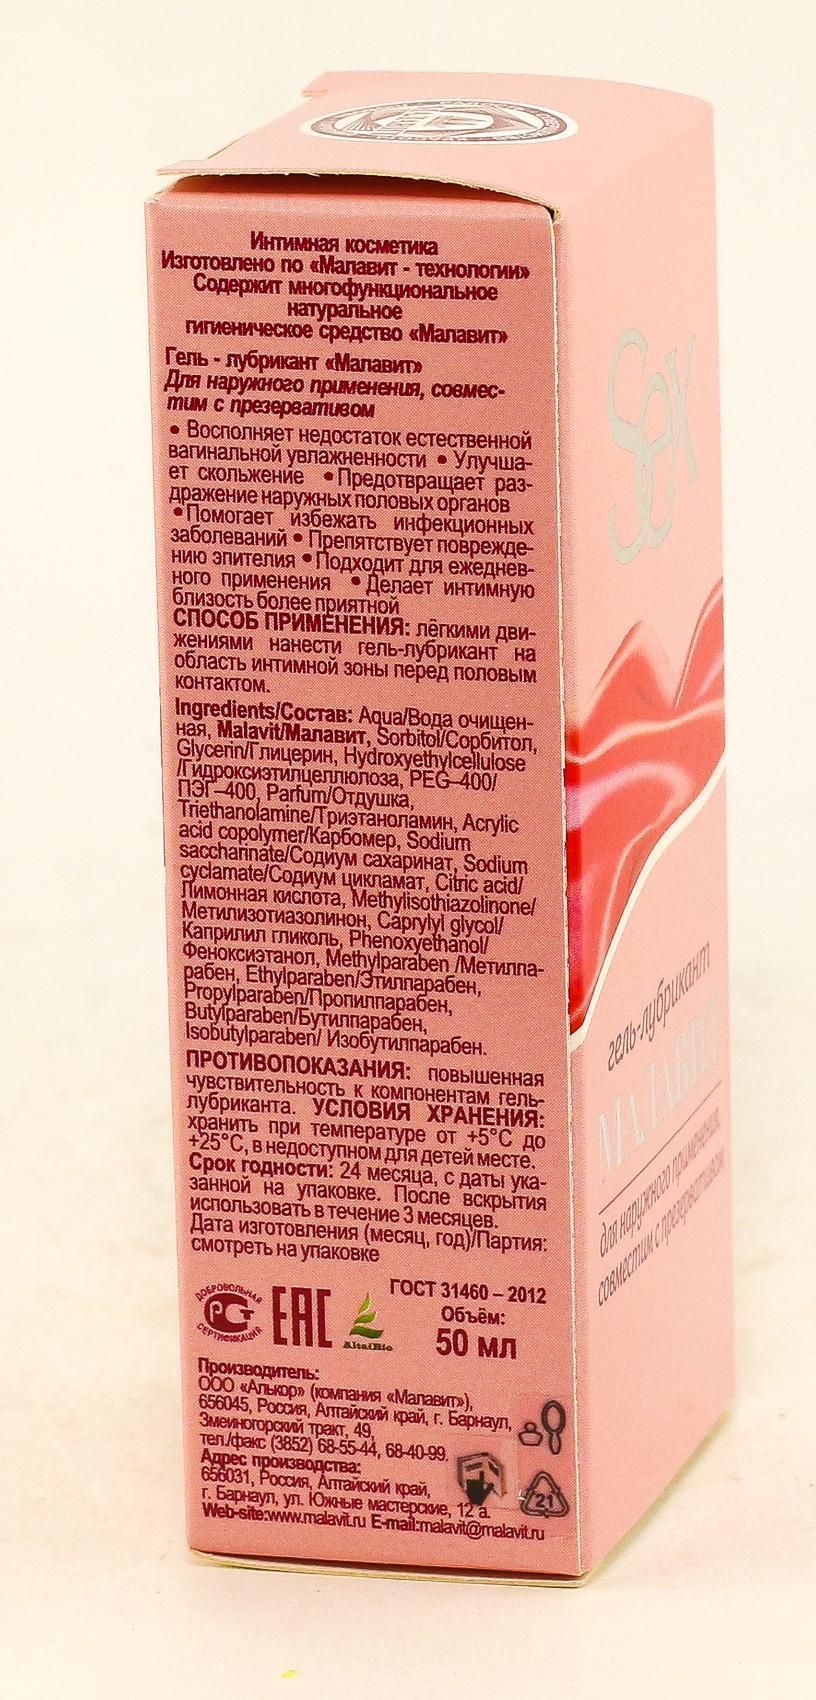 Интимная косметика
Изготовлено по «Малавит - технологии»
Содержит многофункциональное
натуральное
гигиеническое средство «Малавит»
Гель - лубрикант «Малавит»
Для наружного применения, совмес-
тим с презервативом
• Восполняет недостаток естественной
вагинальной увлажненности • Улучша-
ет скольжение • Предотвращает раз-
дражение наружных половых органов
• Помогает избежать инфекционных
заболеваний • Препятствует поврежде-
нию эпителия • Подходит для ежеднев-
ного применения • Делает интимную
близость более приятной
СПОСОБ ПРИМЕНЕНИЯ: лёгкими дви-
жениями нанести гель-лубрикант на
область интимной зоны перед половым
контактом.
Ingredients/Состав: Aqua/Вода очищен-
ная, Malavit/Малавит, Sorbitol/Сорбитол,
Glycerin/Глицерин, Hydroxyethylcellulose
/Гидроксиэтилцеллюлоза, PEG–400/
ПЭГ–400, Parfum/Отдушка,
Triethanolamine/Триэтаноламин, Acrylic
acid copolymer/Карбомер, Sodium
saccharinate/Содиум сахаринат, Sodium
cyclamate/Содиум цикламат, Citric acid/
Лимонная кислота, Methylisothiazolinone/
Метилизотиазолинон, Caprylyl glycol/
Каприлил гликоль, Phenoxyethanol/
Феноксиэтанол, Methylparaben /Метилпа-
рабен, Ethylparaben/Этилпарабен,
Propylparaben/Пропилпарабен,
Butylparaben/Бутилпарабен,
Isobutylparaben/ Изобутилпарабен.
ПРОТИВОПОКАЗАНИЯ: повышенная
чувствительность к компонентам гель-
лубриканта. УСЛОВИЯ ХРАНЕНИЯ:
хранить при температуре от +5°С до
+25°С, в недоступном для детей месте.
Срок годности: 24 месяца, с даты ука-
занной на упаковке. После вскрытия
использовать в течение 3 месяцев.
Дата изготовления (месяц, год)/Партия:
смотреть на упаковке
ДОБРОВОЛЬНАЯ
РСТ
СЕРТИФИКАЦИЯ
ЕАС
AltaiBio
ГОСТ 31460 – 2012
Объём:
50 мл
Производитель:
ООО «Алькор» (компания «Малавит»),
656045, Россия, Алтайский край, г. Барнаул,
Змеиногорский тракт, 49,
тел./факс (3852) 68-55-44, 68-40-99.
Адрес производства:
656031, Россия, Алтайский край,
г. Барнаул, ул. Южные мастерские, 12 а.
Web-site:www.malavit.ru E-mail:malavit@malavit.ru
21
Sex
гель-лубрикант
МАЛАВИТ
для наружного применения,
совместим с презервативом